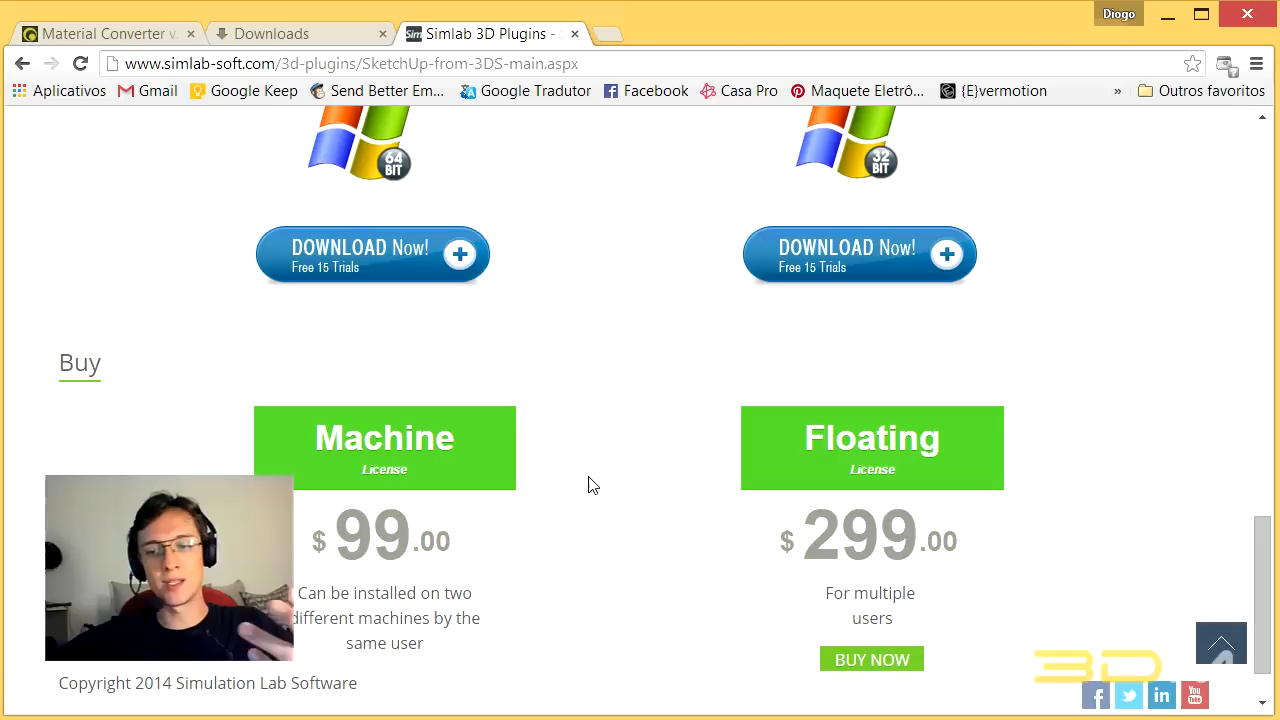 Diogo
Material Converter v.
Downloads
Sim Simlab 3D Plugins -
www.simlab-soft.com/3d-plugins/SketchUp-from-3DS-main.aspx
Aplicativos Gmail Google Keep Send Better Em... Google Tradutor Facebook Casa Pro Maquete Eletrô... {E}vermotion » Outros favoritos
64 BIT
32 BIT
DOWNLOAD Now!
Free 15 Trials
DOWNLOAD Now!
Free 15 Trials
Buy
Machine
License
$ 99.00
Can be installed on two
different machines by the
same user
Floating
License
$ 299.00
For multiple
users
BUY NOW
Copyright 2014 Simulation Lab Software
3D
You Tube